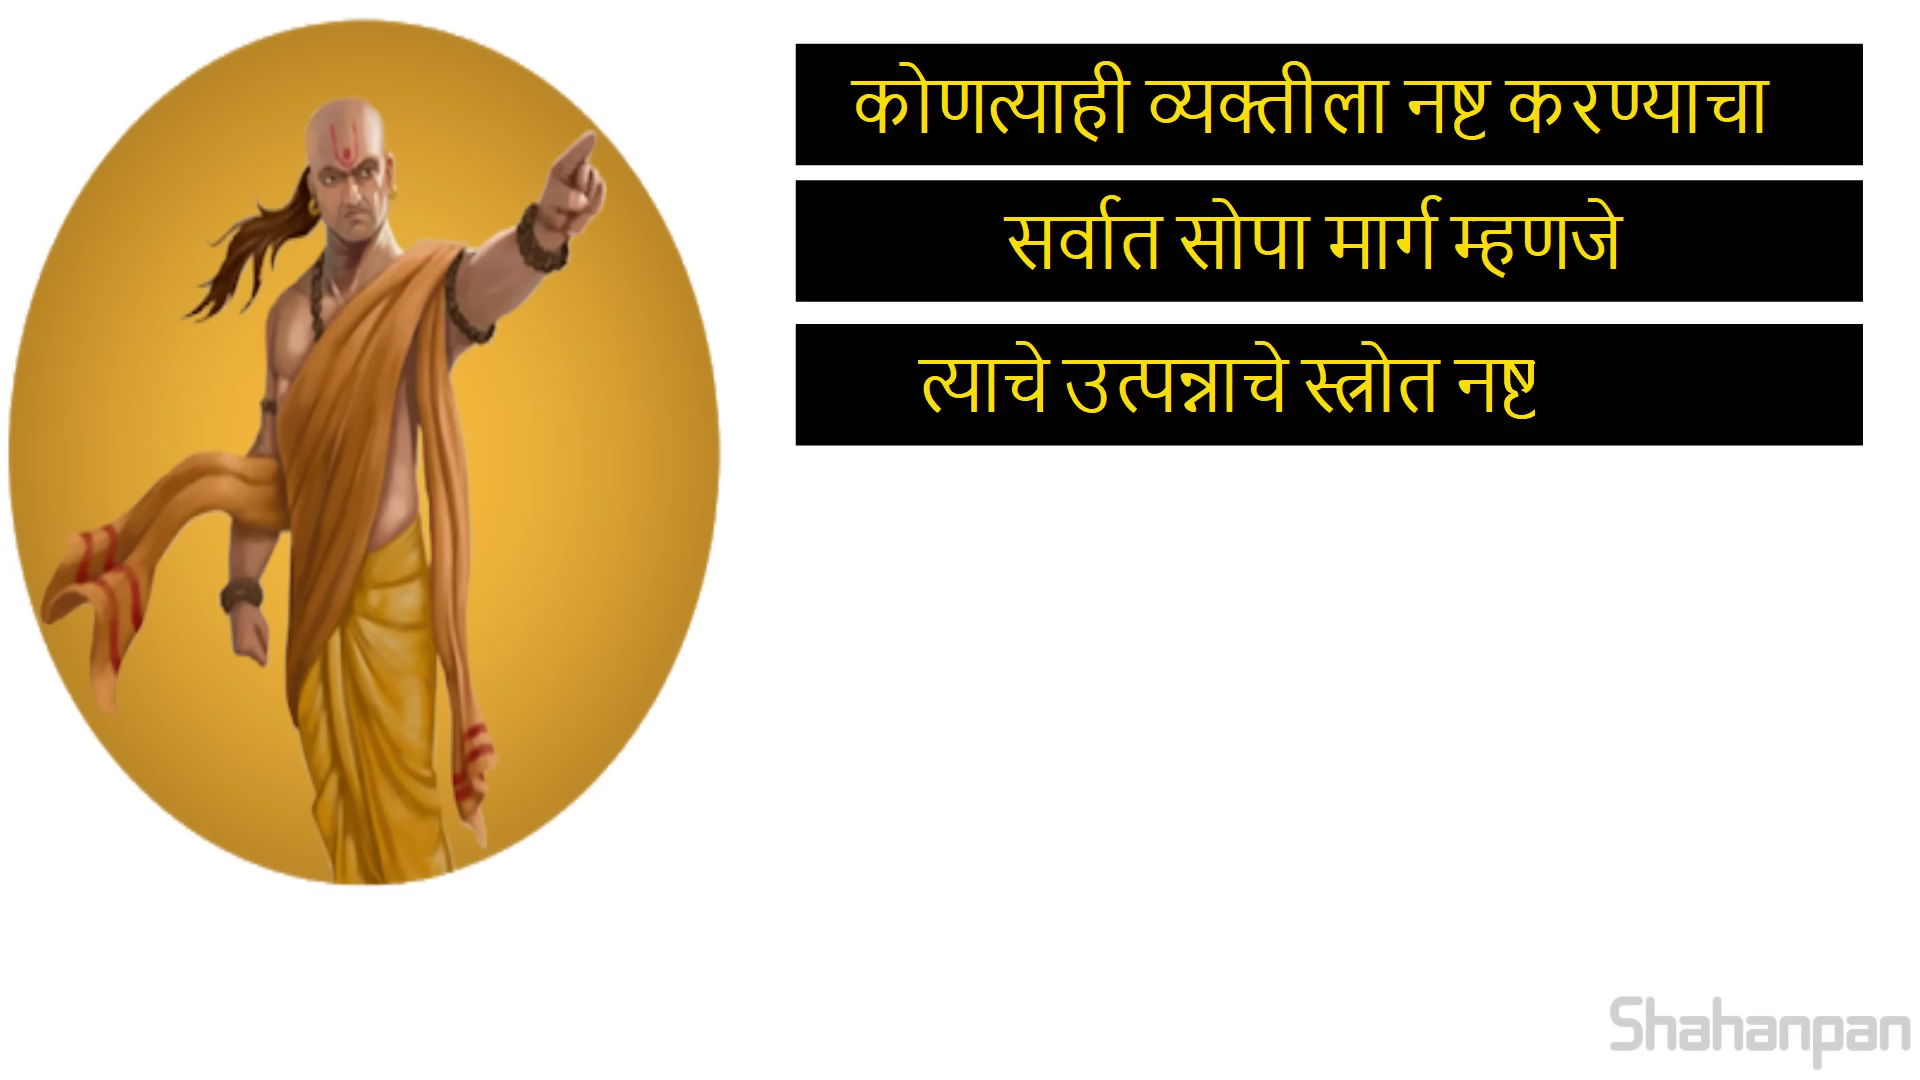 कोणत्याही व्यक्तीला नष्ट करण्याचा
सर्वात सोपा मार्ग म्हणजे
त्याचे उत्पन्नाचे स्त्रोत नष्ट
Shahanpan